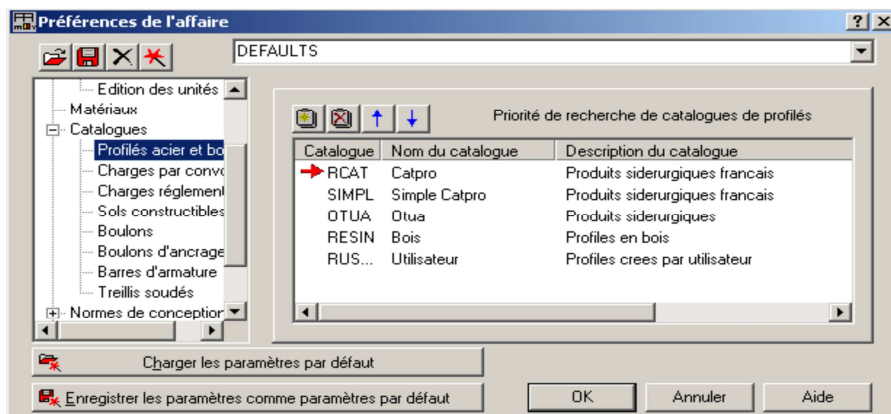 Préférences de l'affaire
DEFAULTS
Edition des unités
Matériaux
Catalogues
Profilés acier et bo
Charges par convo
Charges réglement
Sols constructibles
Boulons
Boulons d'ancrage
Barres d'armature
Treillis soudés
Normes de conception
Priorité de recherche de catalogues de profilés
Catalogue Nom du catalogue Description du catalogue
RCAT Catpro Produits siderurgiques francais
SIMPL Simple Catpro Produits siderurgiques francais
OTUA Otua Produits siderurgiques
RESIN Bois Profiles en bois
RUS... Utilisateur Profiles crees par utilisateur
Charger les paramètres par défaut
Enregistrer les paramètres comme paramètres par défaut
OK Annuler Aide